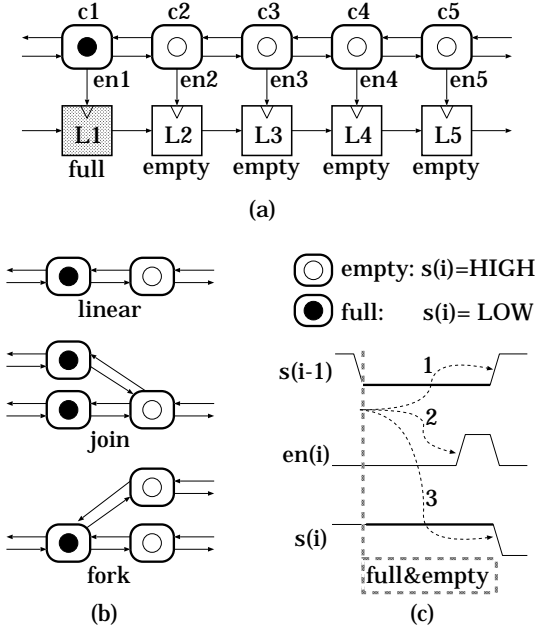 c1 c2 c3 c4 c5
en1 en2 en3 en4 en5
L1 L2 L3 L4 L5
full empty empty empty empty
(a)
linear
join
fork
(b)
empty: s(i)=HIGH
full: s(i)= LOW
s(i-1)
1
2
en(i)
3
s(i)
full&empty
(c)